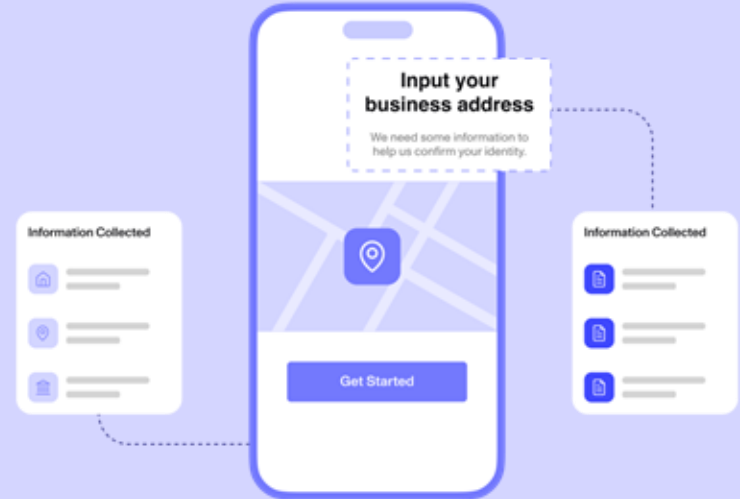 Input your
business address
We need some information to
help us confirm your identity.
Information Collected
Information Collected
Get Started